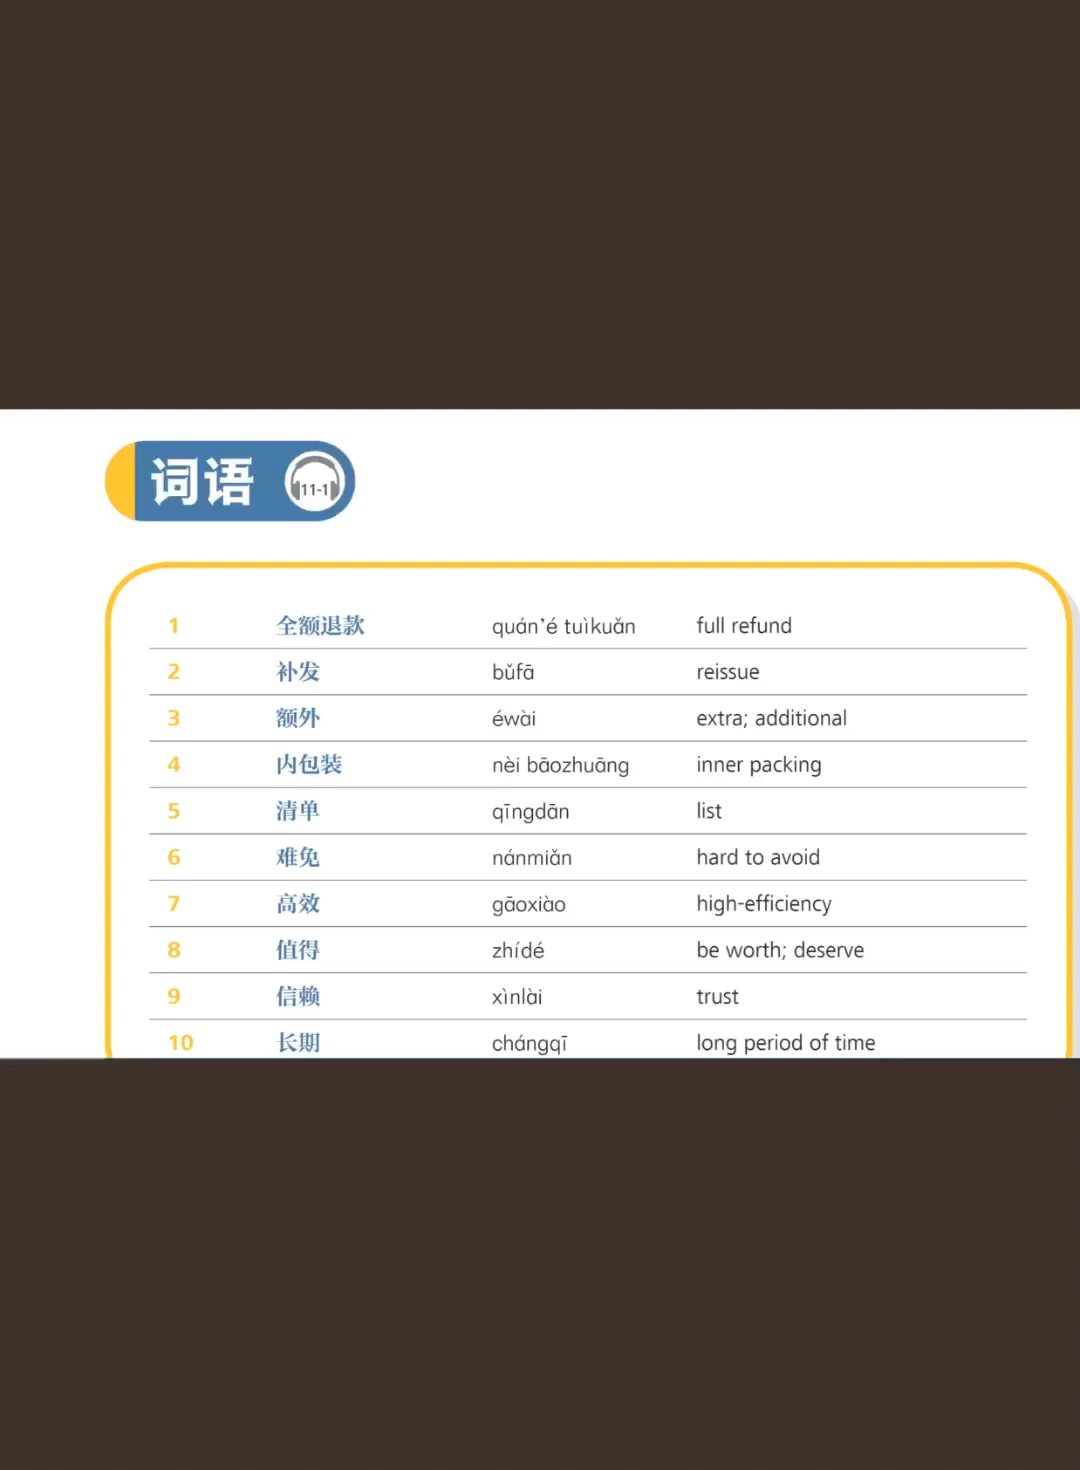 词语 11-1
1 全额退款 quán'é tuìkuǎn full refund
2 补发 bǔfā reissue
3 额外 éwài extra; additional
4 内包装 nèi bāozhuāng inner packing
5 清单 qīngdān list
6 难免 nánmiǎn hard to avoid
7 高效 gāoxiào high-efficiency
8 值得 zhídé be worth; deserve
9 信赖 xìnlài trust
10 长期 chángqī long period of time